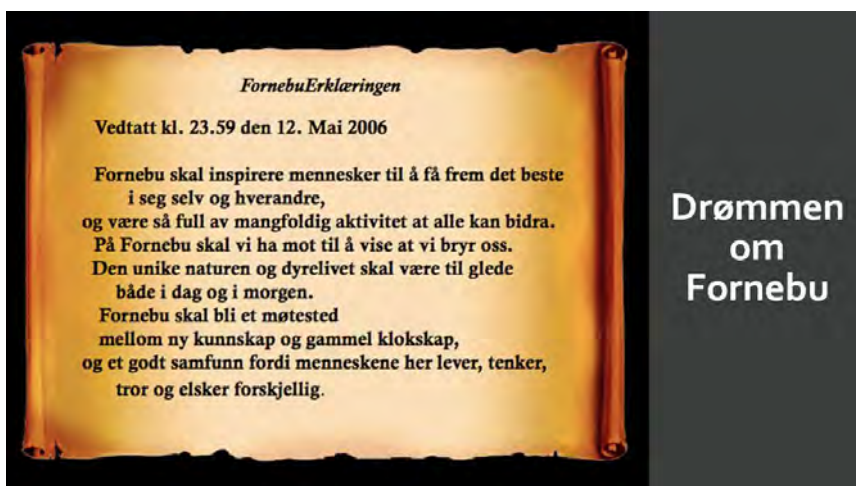 FornebuErklæringen
Vedtatt kl. 23.59 den 12. Mai 2006
Fornebu skal inspirere mennesker til å få frem det beste
i seg selv og hverandre,
og være så full av mangfoldig aktivitet at alle kan bidra.
På Fornebu skal vi ha mot til å vise at vi bryr oss.
Den unike naturen og dyrelivet skal være til glede
både i dag og i morgen.
Fornebu skal bli et møtested
mellom ny kunnskap og gammel klokskap,
og et godt samfunn fordi menneskene her lever, tenker,
tror og elsker forskjellig.
Drømmen
om
Fornebu